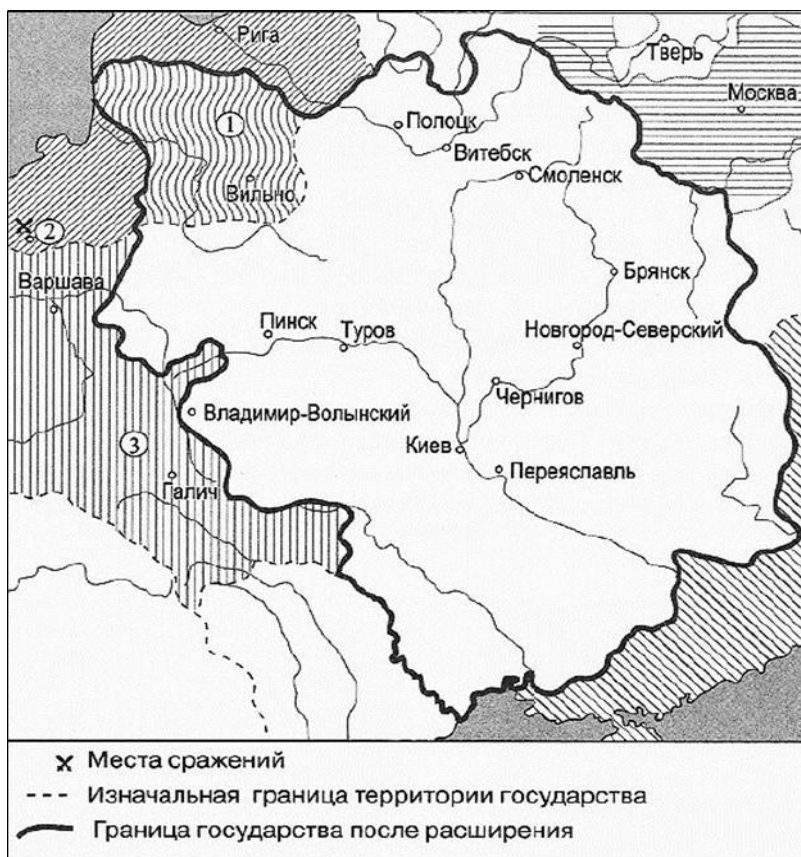 Рига
Тверь
Москва
1
Полоцк
Витебск
Вильно
Смоленск
2
Варшава
Брянск
Пинск
Туров
Новгород-Северский
Чернигов
Владимир-Волынский
3
Киев
Переяславль
Галич
Места сражений
Изначальная граница территории государства
Граница государства после расширения